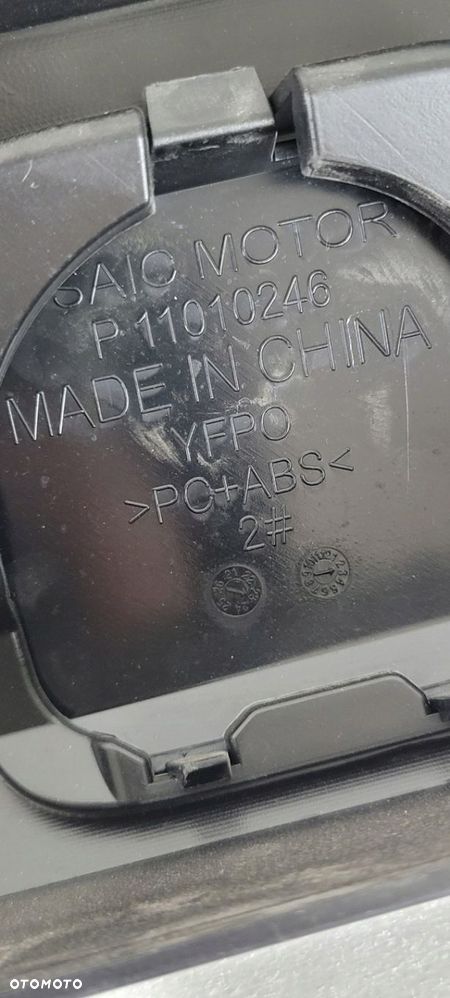 SAIC MOTOR
P 11010246
MADE IN CHINA
YFPO
>PC+ABS<
2#
OTOMOTO